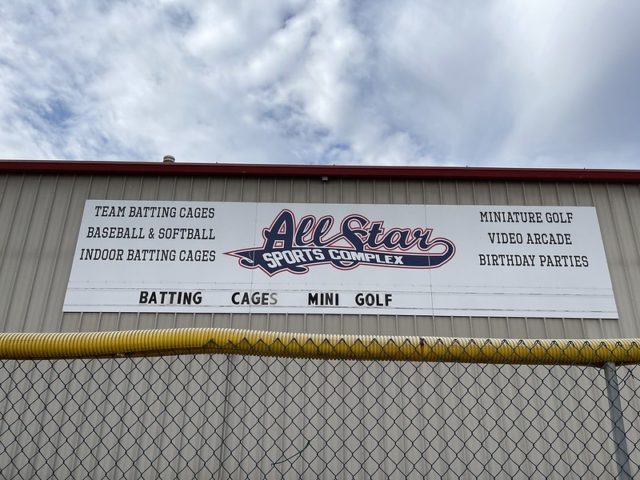 TEAM BATTING CAGES
BASEBALL & SOFTBALL
INDOOR BATTING CAGES
All Star
SPORTS COMPLEX
MINIATURE GOLF
VIDEO ARCADE
BIRTHDAY PARTIES
BATTING CAGES MINI GOLF